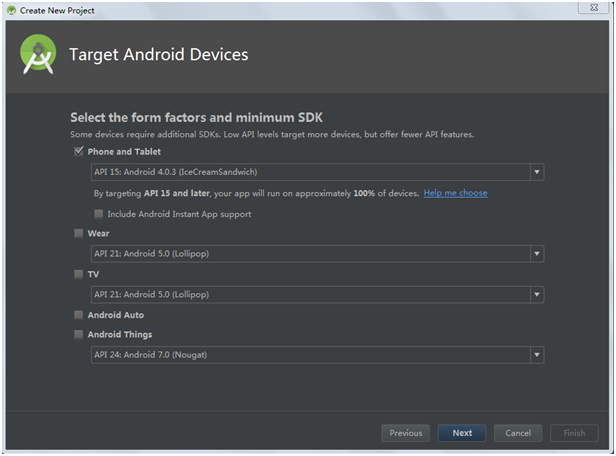 Create New Project
Target Android Devices
Select the form factors and minimum SDK
Some devices require additional SDKs. Low API levels target more devices, but offer fewer API features.
Phone and Tablet
API 15: Android 4.0.3 (IceCreamSandwich)
By targeting API 15 and later, your app will run on approximately 100% of devices. Help me choose
Include Android Instant App support
Wear
API 21: Android 5.0 (Lollipop)
TV
API 21: Android 5.0 (Lollipop)
Android Auto
Android Things
API 24: Android 7.0 (Nougat)
Previous Next Cancel Finish